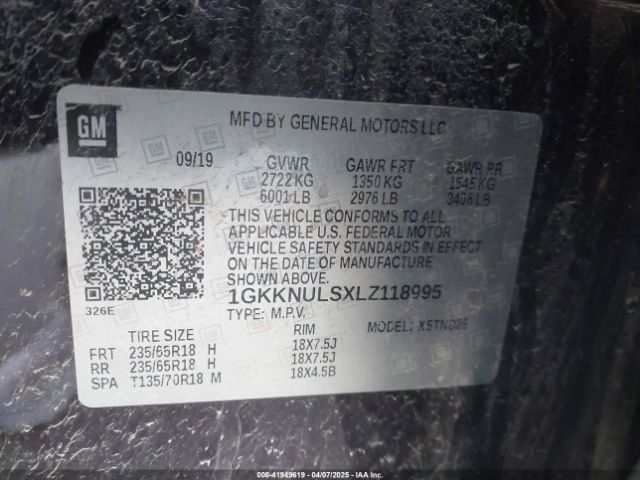 GM
MFD BY GENERAL MOTORS LLC
09/19 GVWR GAWR FRT GAWR RR
2722 KG 1350 KG 1545 KG
6001 LB 2976 LB 3406 LB
THIS VEHICLE CONFORMS TO ALL
APPLICABLE U.S. FEDERAL MOTOR
VEHICLE SAFETY STANDARDS IN EFFECT
ON THE DATE OF MANUFACTURE
SHOWN ABOVE.
326E
1GKKNULSXLZ118995
TYPE: M.P.V. MODEL: X5TN026
TIRE SIZE RIM
FRT 235/65R18 H 18X7.5J
RR 235/65R18 H 18X7.5J
SPA T135/70R18 M 18X4.5B
000-41949619 | 04/07/2025 - IAAI.CA